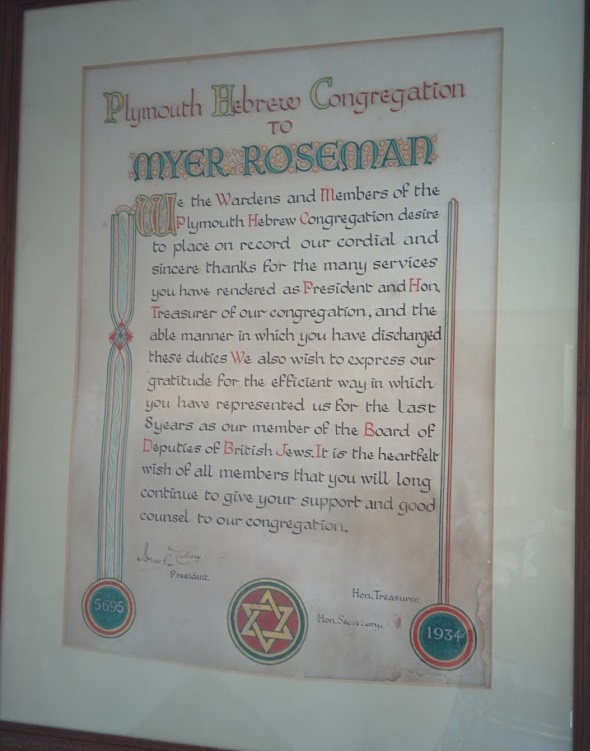 Plymouth Hebrew Congregation
TO
MYER ROSEMAN
We the Wardens and Members of the
Plymouth Hebrew Congregation desire
to place on record our cordial and
sincere thanks for the many services
you have rendered as President and Hon.
Treasurer of our congregation, and the
able manner in which you have discharged
these duties We also wish to express our
gratitude for the efficient way in which
you have represented us for the last
8 years as our member of the Board of
Deputies of British Jews. It is the heartfelt
wish of all members that you will long
continue to give your support and good
counsel to our congregation.
President.
Hon. Treasurer
Hon. Secretary.
5695
1934